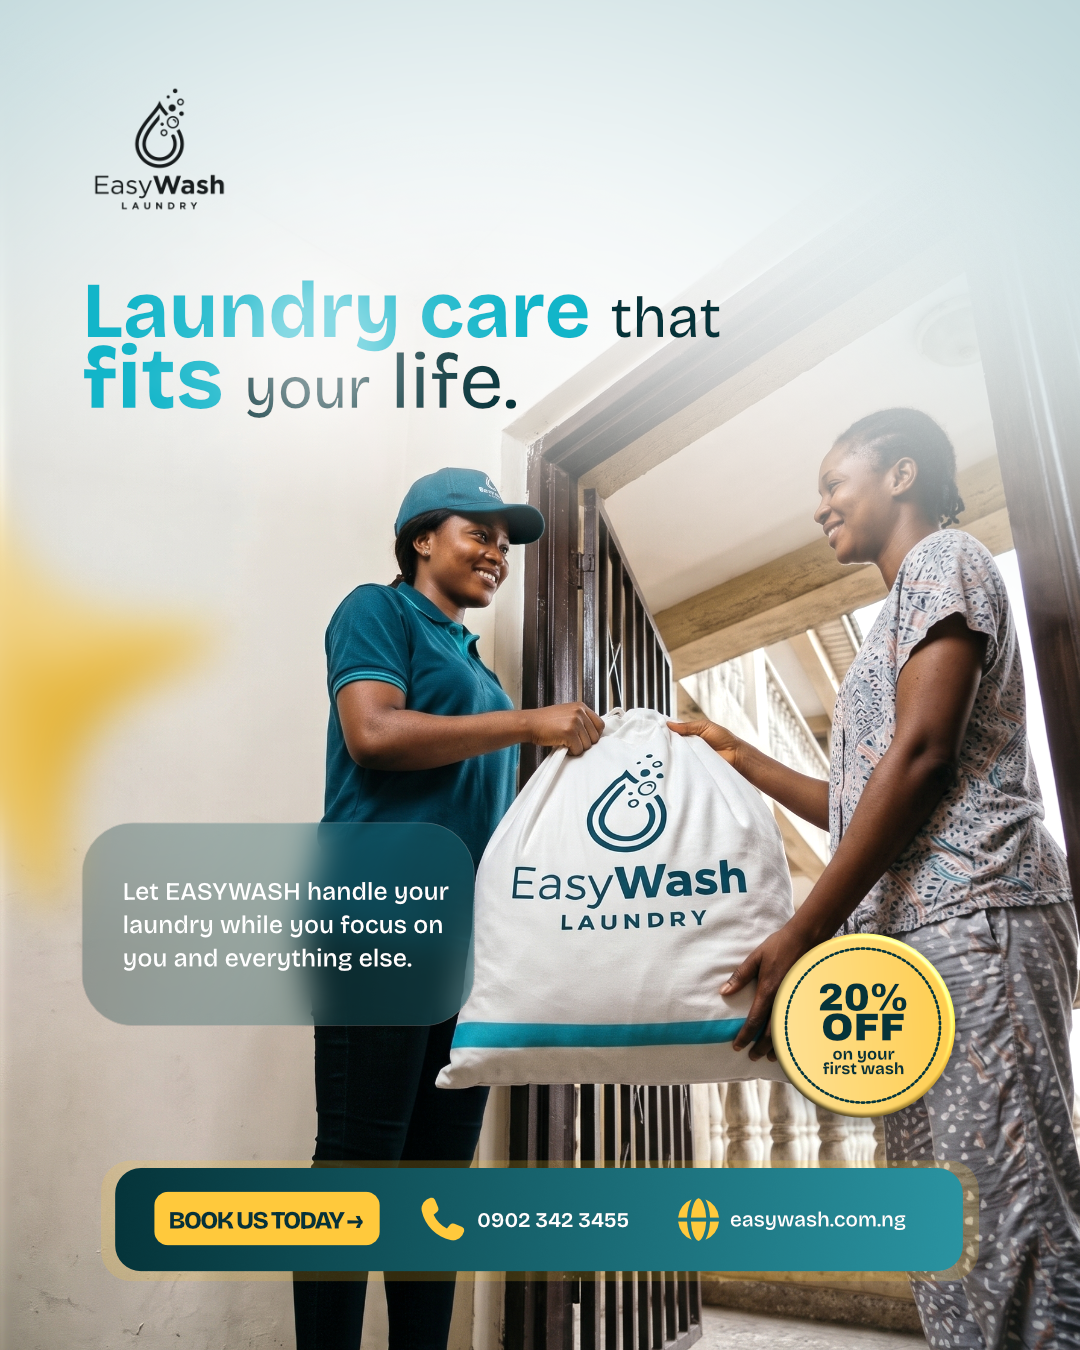 EasyWash
LAUNDRY
Laundry care that
fits your life.
Let EASYWASH handle your
laundry while you focus on
you and everything else.
EasyWash
LAUNDRY
20%
OFF
on your
first wash
BOOK US TODAY →
0902 342 3455
easywash.com.ng